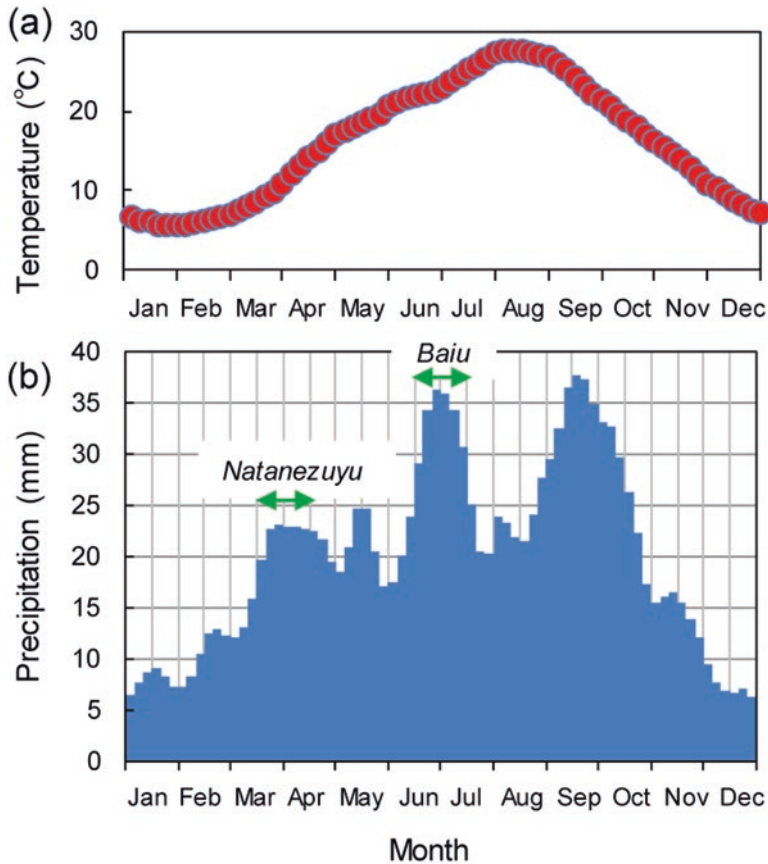 (a)
Temperature (°C)
30
20
10
0
Jan Feb Mar Apr May Jun Jul Aug Sep Oct Nov Dec
(b)
Precipitation (mm)
40
35
30
25
20
15
10
5
0
Baiu
Natanezuyu
Jan Feb Mar Apr May Jun Jul Aug Sep Oct Nov Dec
Month